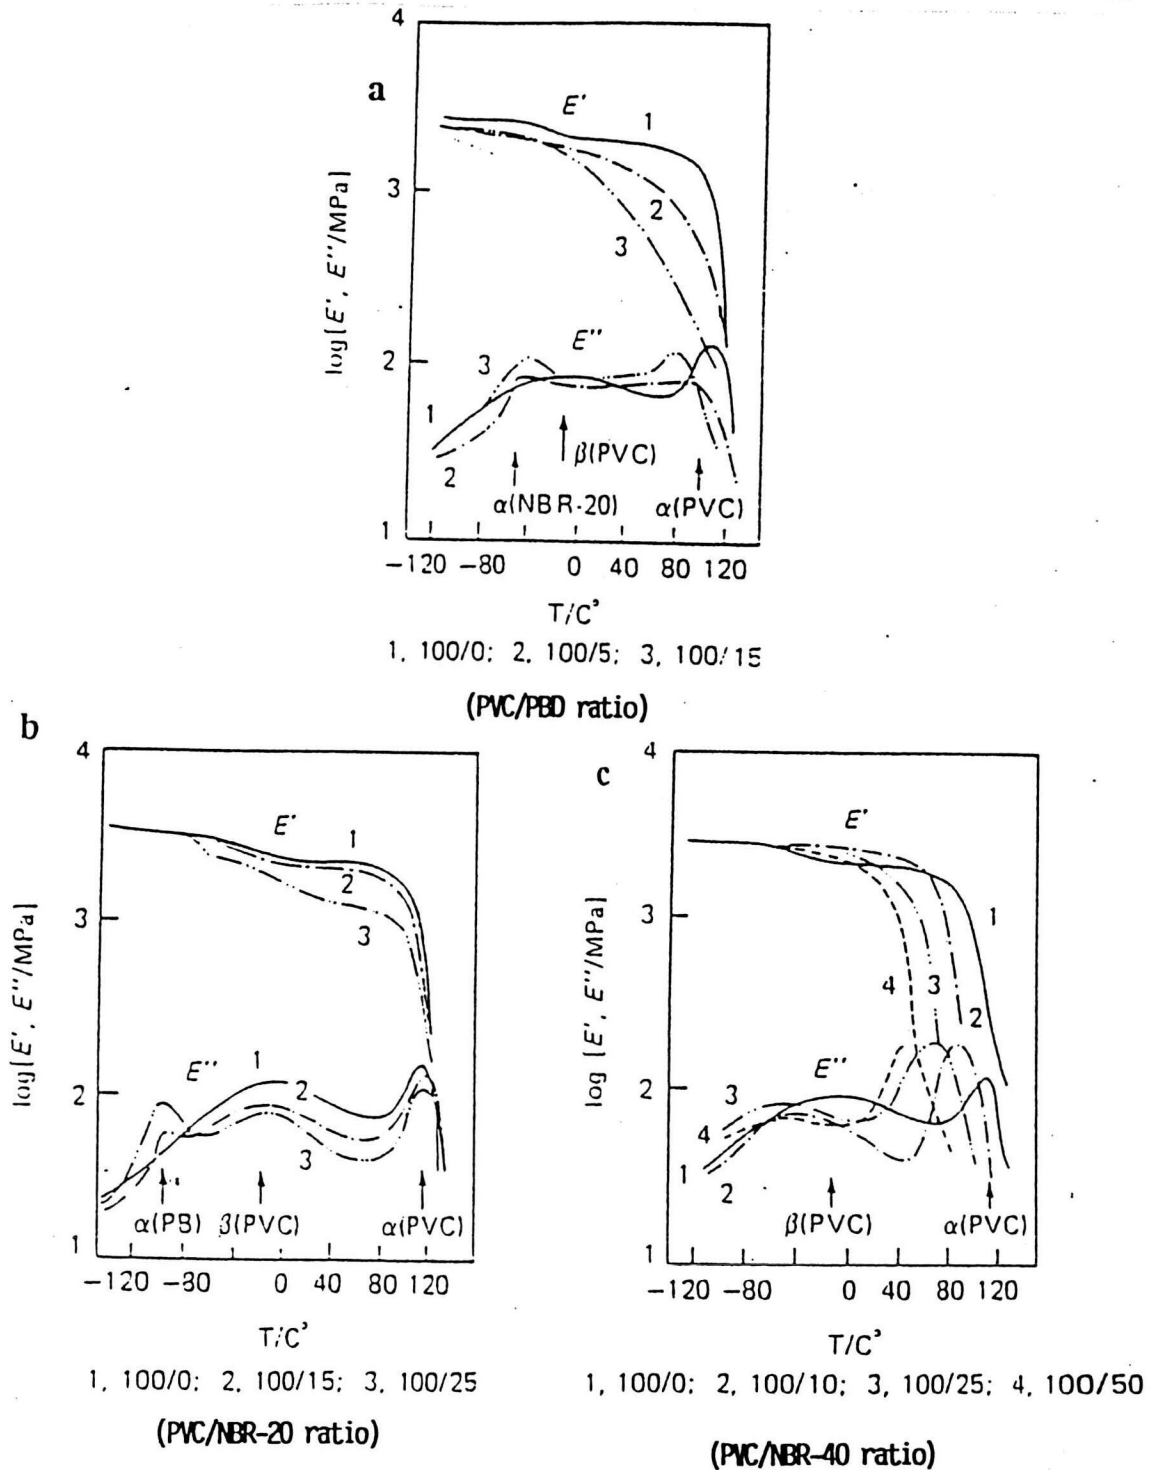 a
4
3
2
1
log[E', E''/MPa]
E'
1
2
3
E''
3
1
2
β(PVC)
α(NBR-20)
α(PVC)
−120 −80 0 40 80 120
T/C°
1, 100/0; 2, 100/5; 3, 100/15
(PVC/PBD ratio)
b
4
3
2
1
log[E', E''/MPa]
E'
1
2
3
E''
1
2
3
α(PB)
β(PVC)
α(PVC)
−120 −80 0 40 80 120
T/C°
1, 100/0; 2, 100/15; 3, 100/25
(PVC/NBR-20 ratio)
c
4
3
2
1
log [E', E''/MPa]
E'
1
4
3
2
E''
3
4
1
2
β(PVC)
α(PVC)
−120 −80 0 40 80 120
T/C°
1, 100/0; 2, 100/10; 3, 100/25; 4, 100/50
(PVC/NBR-40 ratio)